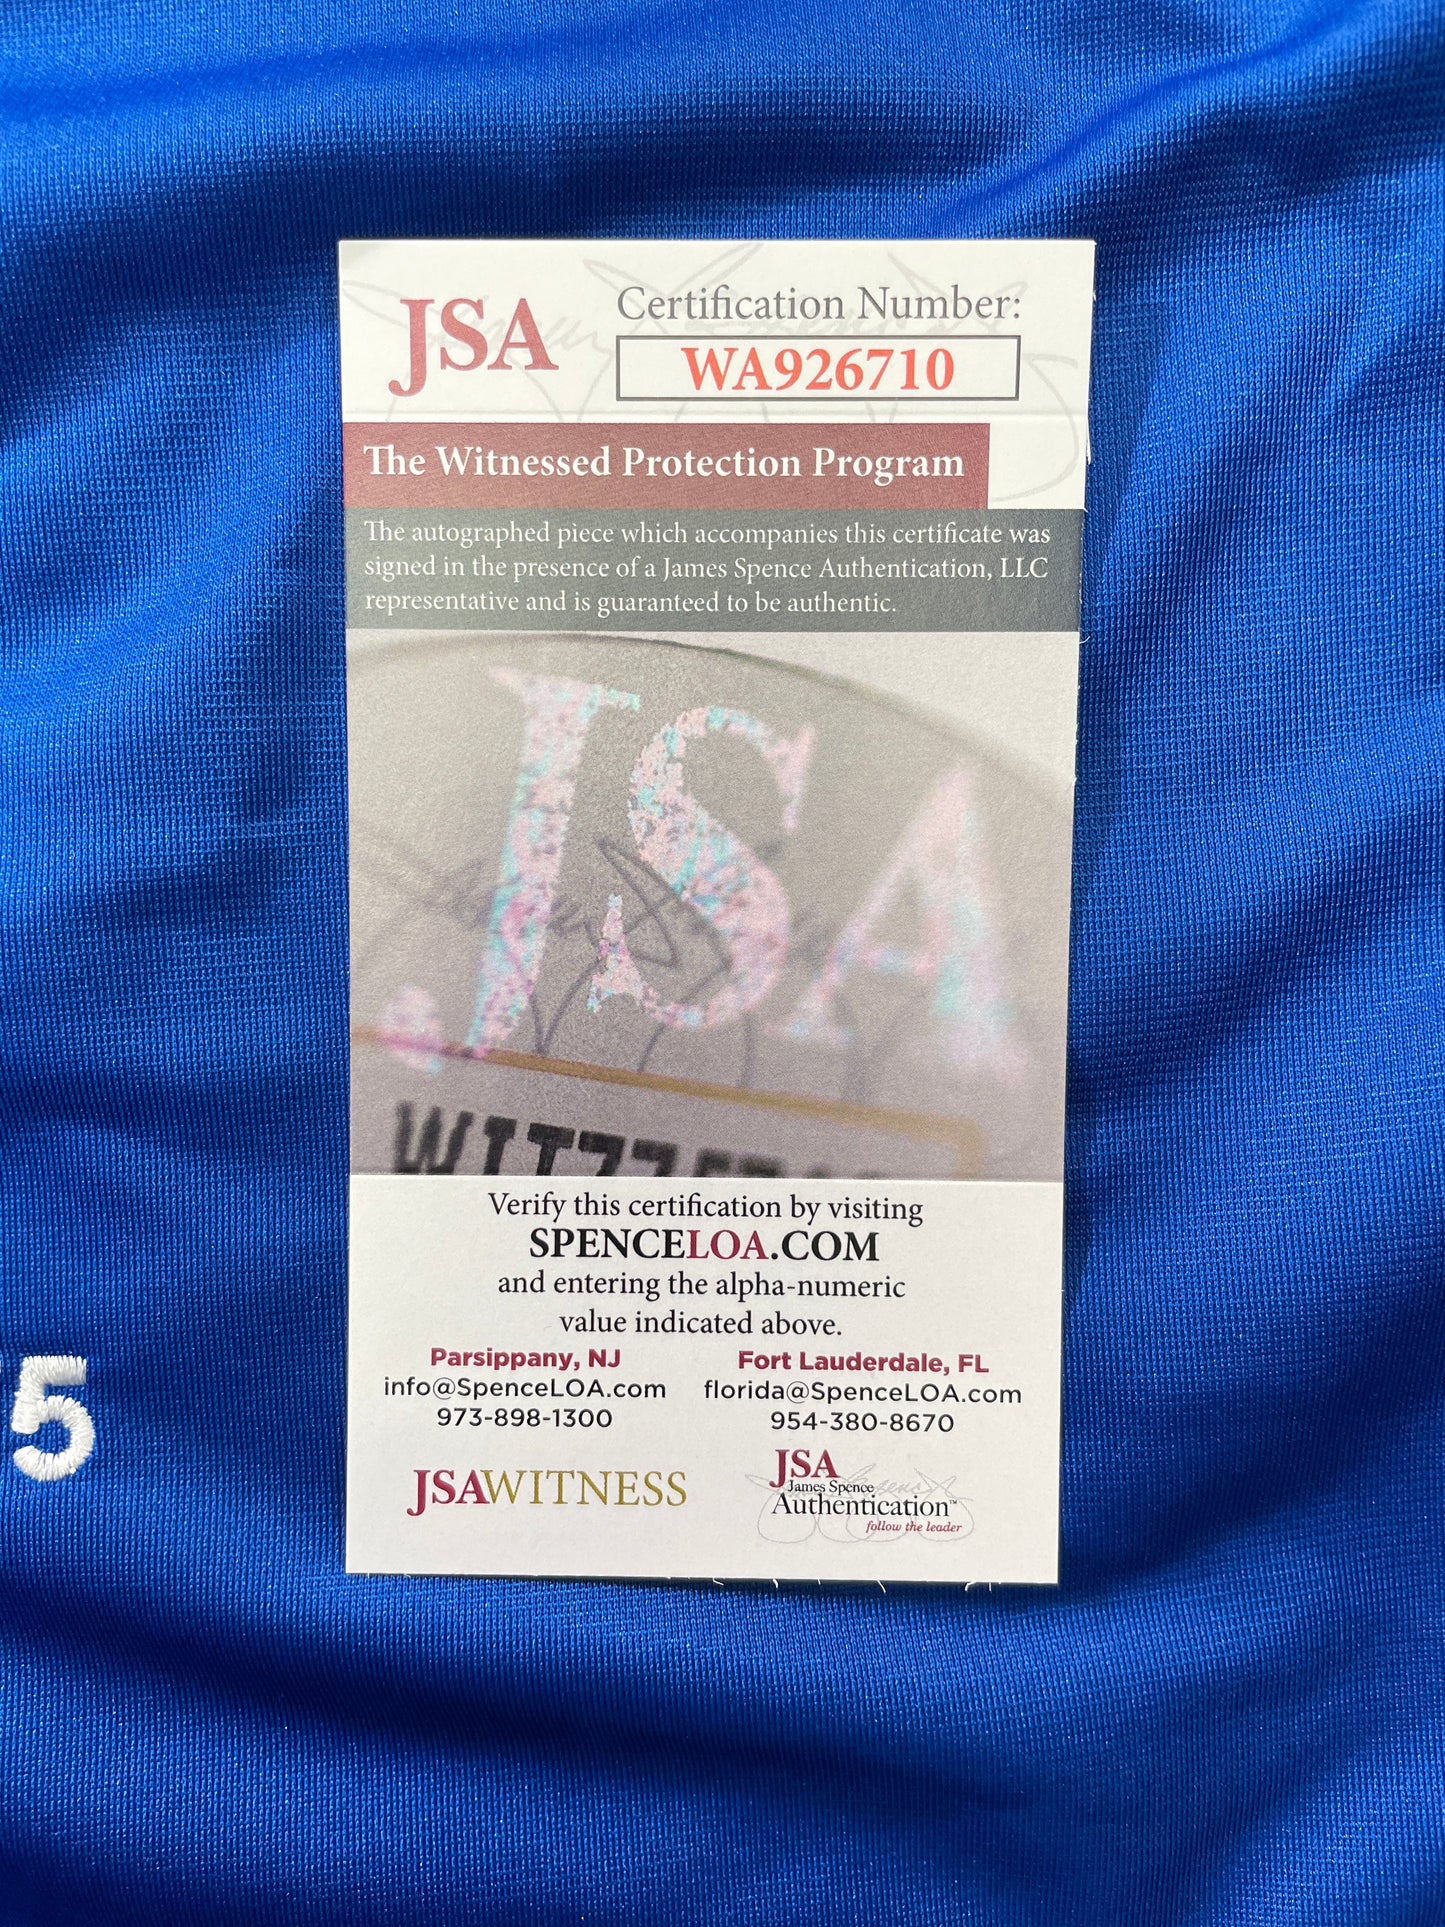 JSA
Certification Number:
WA926710
The Witnessed Protection Program
The autographed piece which accompanies this certificate was
signed in the presence of a James Spence Authentication, LLC
representative and is guaranteed to be authentic.
JSA
Verify this certification by visiting
SPENCELOA.COM
and entering the alpha-numeric
value indicated above.
Parsippany, NJ
info@SpenceLOA.com
973-898-1300
Fort Lauderdale, FL
florida@SpenceLOA.com
954-380-8670
5
JSAWITNESS
JSA
James Spence
Authentication™
follow the leader